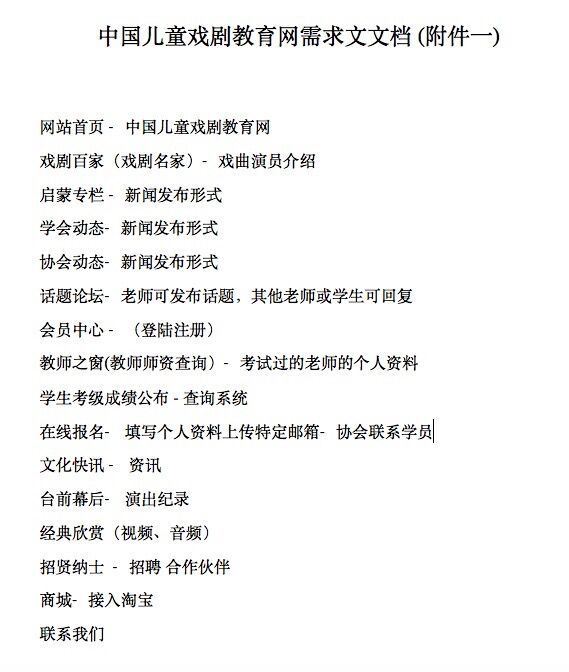 中国儿童戏剧教育网需求文文档 (附件一)
网站首页 - 中国儿童戏剧教育网
戏剧百家（戏剧名家）- 戏曲演员介绍
启蒙专栏 - 新闻发布形式
学会动态- 新闻发布形式
协会动态- 新闻发布形式
话题论坛- 老师可发布话题，其他老师或学生可回复
会员中心 - （登陆注册）
教师之窗(教师师资查询）- 考试过的老师的个人资料
学生考级成绩公布 - 查询系统
在线报名- 填写个人资料上传特定邮箱- 协会联系学员
文化快讯 - 资讯
台前幕后- 演出纪录
经典欣赏（视频、音频）
招贤纳士 - 招聘 合作伙伴
商城- 接入淘宝
联系我们